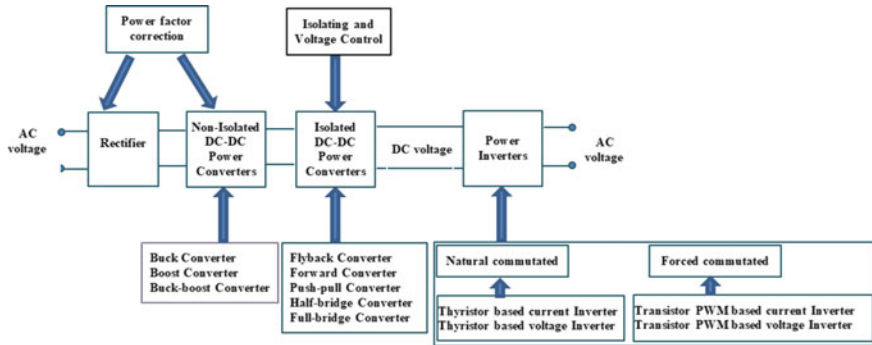 Power factor
correction
Isolating and
Voltage Control
AC
voltage
Rectifier
Non-Isolated
DC-DC
Power
Converters
Isolated
DC-DC
Power
Converters
DC voltage
Power
Inverters
AC
voltage
Buck Converter
Boost Converter
Buck-boost Converter
Flyback Converter
Forward Converter
Push-pull Converter
Half-bridge Converter
Full-bridge Converter
Natural commutated
Forced commutated
Thyristor based current Inverter
Thyristor based voltage Inverter
Transistor PWM based current Inverter
Transistor PWM based voltage Inverter